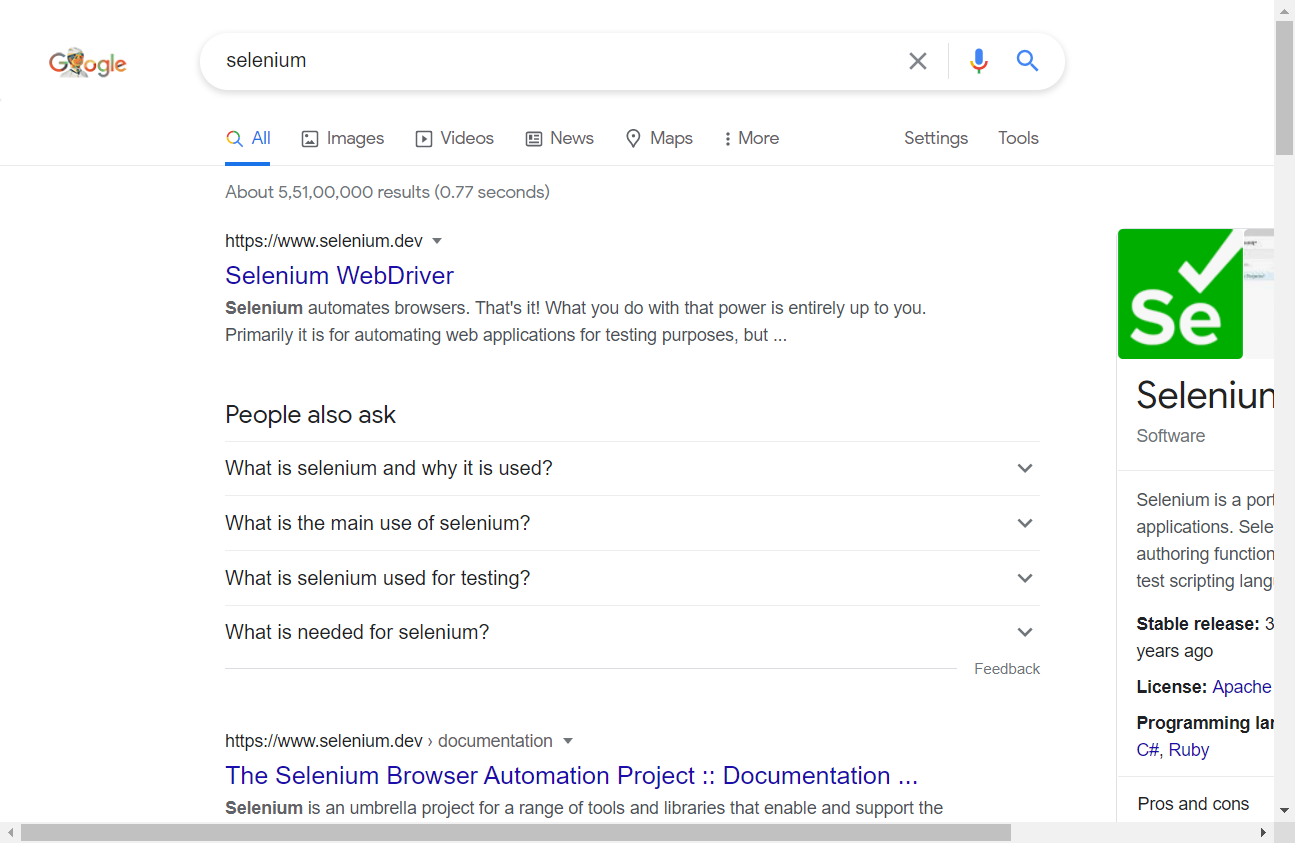 Google
selenium
All Images Videos News Maps More Settings Tools
About 5,51,00,000 results (0.77 seconds)
https://www.selenium.dev
Selenium WebDriver
Selenium automates browsers. That's it! What you do with that power is entirely up to you.
Primarily it is for automating web applications for testing purposes, but ...
People also ask
What is selenium and why it is used?
What is the main use of selenium?
What is selenium used for testing?
What is needed for selenium?
Feedback
https://www.selenium.dev › documentation
The Selenium Browser Automation Project :: Documentation ...
Selenium is an umbrella project for a range of tools and libraries that enable and support the
Se
Selenium
Software
Selenium is a port
applications. Sele
authoring function
test scripting lang
Stable release: 3
years ago
License: Apache
Programming lan
C#, Ruby
Pros and cons